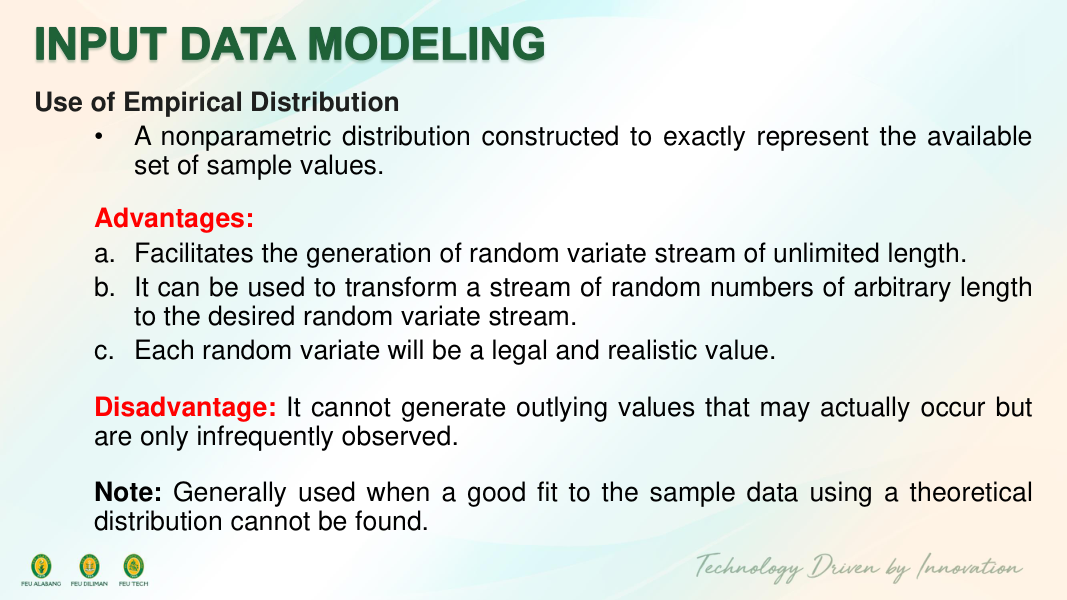 INPUT DATA MODELING
Use of Empirical Distribution
• A nonparametric distribution constructed to exactly represent the available
set of sample values.
Advantages:
a. Facilitates the generation of random variate stream of unlimited length.
b. It can be used to transform a stream of random numbers of arbitrary length
to the desired random variate stream.
c. Each random variate will be a legal and realistic value.
Disadvantage: It cannot generate outlying values that may actually occur but
are only infrequently observed.
Note: Generally used when a good fit to the sample data using a theoretical
distribution cannot be found.
FEU ALABANG FEU DILIMAN FEU TECH
Technology Driven by Innovation